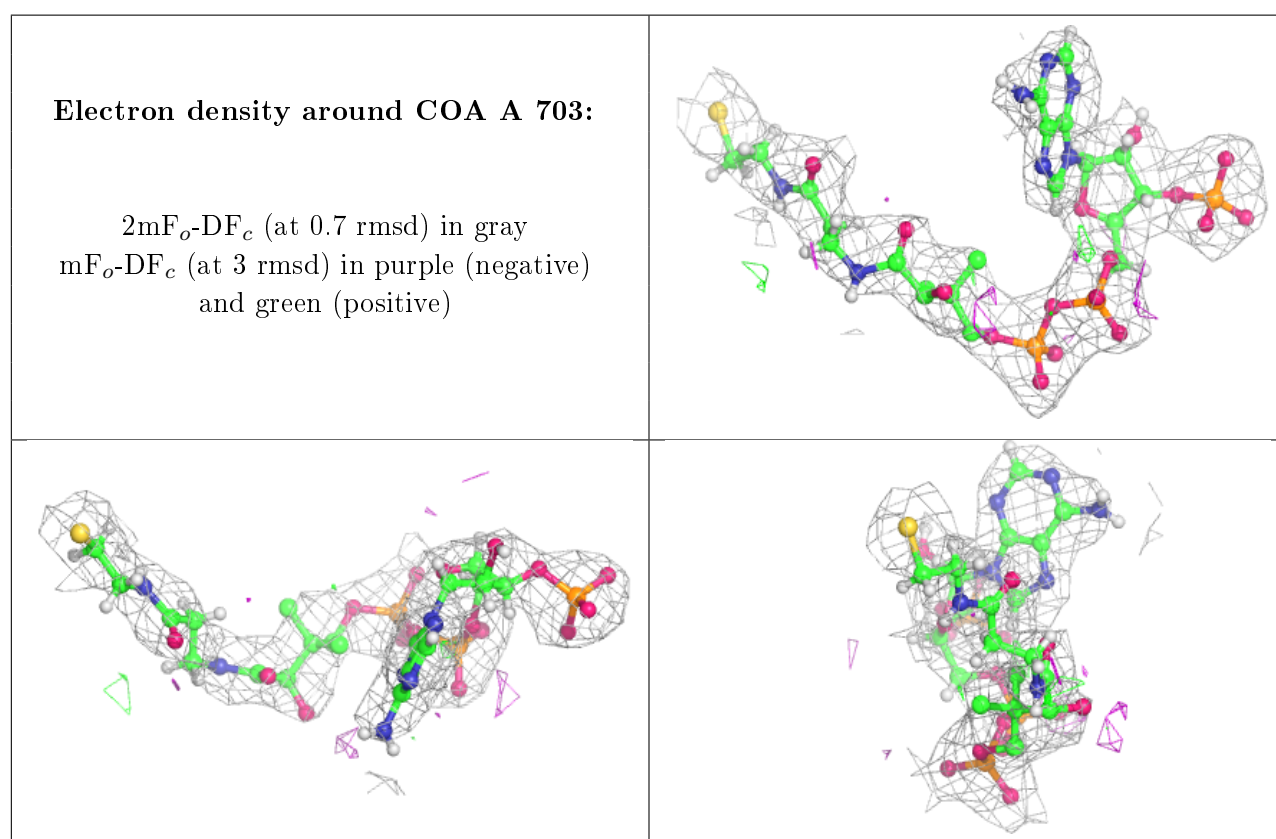 Electron density around COA A 703:
2mFo-DFc (at 0.7 rmsd) in gray
mFo-DFc (at 3 rmsd) in purple (negative)
and green (positive)